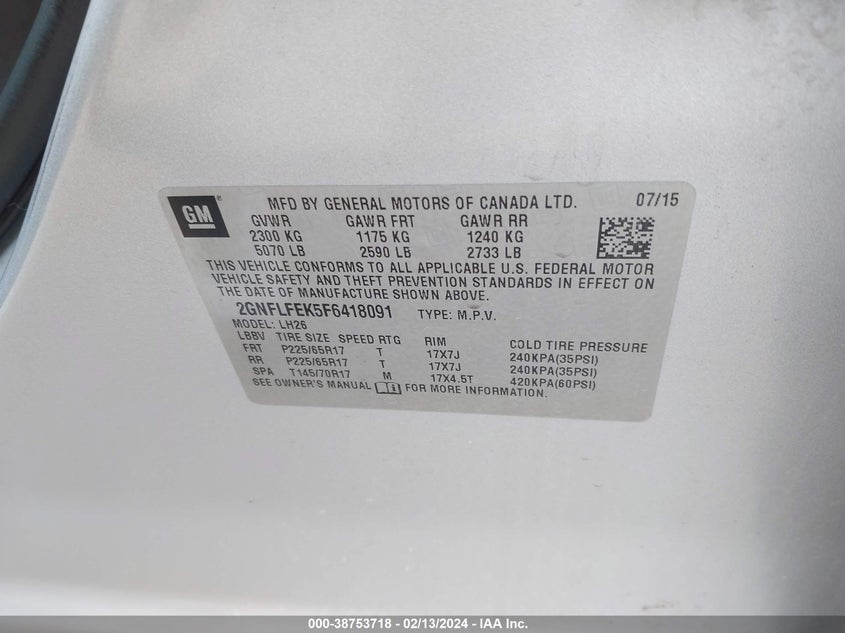 GM ®
MFD BY GENERAL MOTORS OF CANADA LTD. 07/15
GVWR GAWR FRT GAWR RR
2300 KG 1175 KG 1240 KG
5070 LB 2590 LB 2733 LB
THIS VEHICLE CONFORMS TO ALL APPLICABLE U.S. FEDERAL MOTOR
VEHICLE SAFETY AND THEFT PREVENTION STANDARDS IN EFFECT ON
THE DATE OF MANUFACTURE SHOWN ABOVE.
2GNFLFEK5F6418091 TYPE: M.P.V.
MODEL: LH26
LBBV TIRE SIZE SPEED RTG RIM COLD TIRE PRESSURE
FRT P225/65R17 T 17X7J 240KPA(35PSI)
RR P225/65R17 T 17X7J 240KPA(35PSI)
SPA T145/70R17 M 17X4.5T 420KPA(60PSI)
SEE OWNER'S MANUAL FOR MORE INFORMATION.
000-38753718 - 02/13/2024 - IAA Inc.